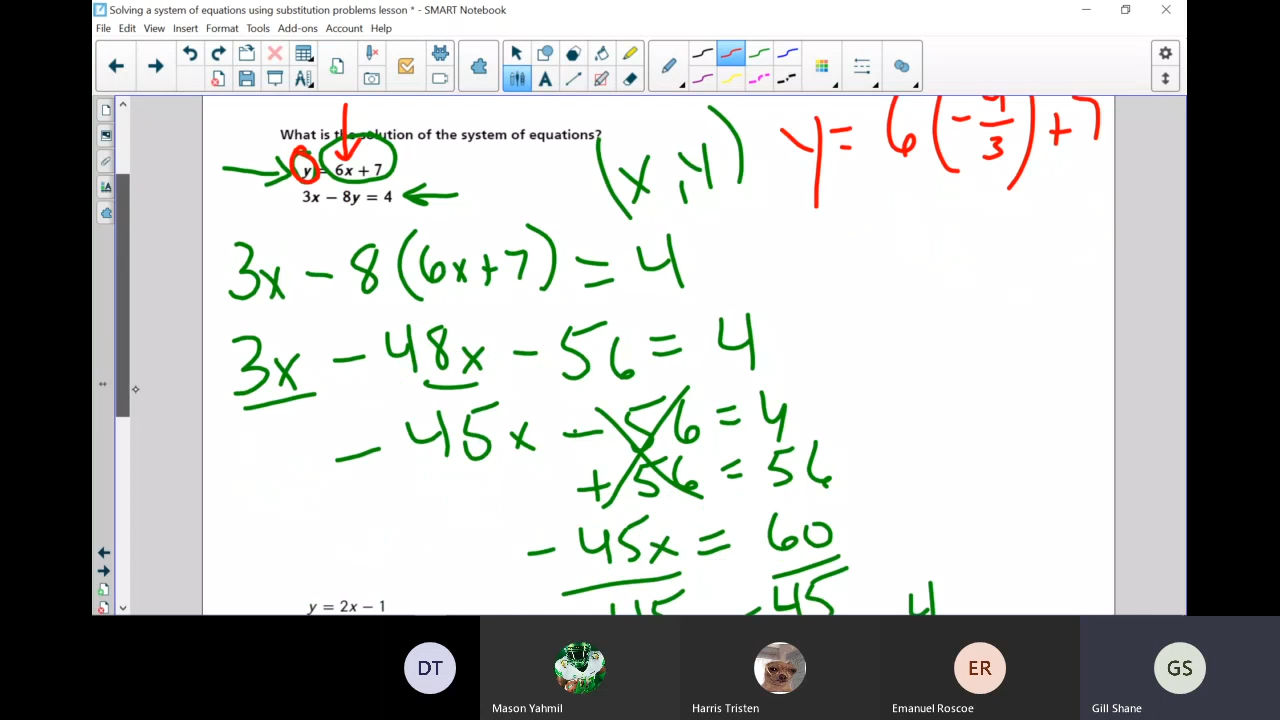 Solving a system of equations using substitution problems lesson * - SMART Notebook
File Edit View Insert Format Tools Add-ons Account Help
What is the solution of the system of equations?
y = 6x + 7
3x − 8y = 4
(x, y)
y = 6(-4/3) + 7
3x - 8(6x+7) = 4
3x - 48x - 56 = 4
- 45x - 56 = 4
+ 56 = 56
- 45x = 60
-45
4
y = 2x − 1
DT
ER
GS
Mason Yahmil
Harris Tristen
Emanuel Roscoe
Gill Shane